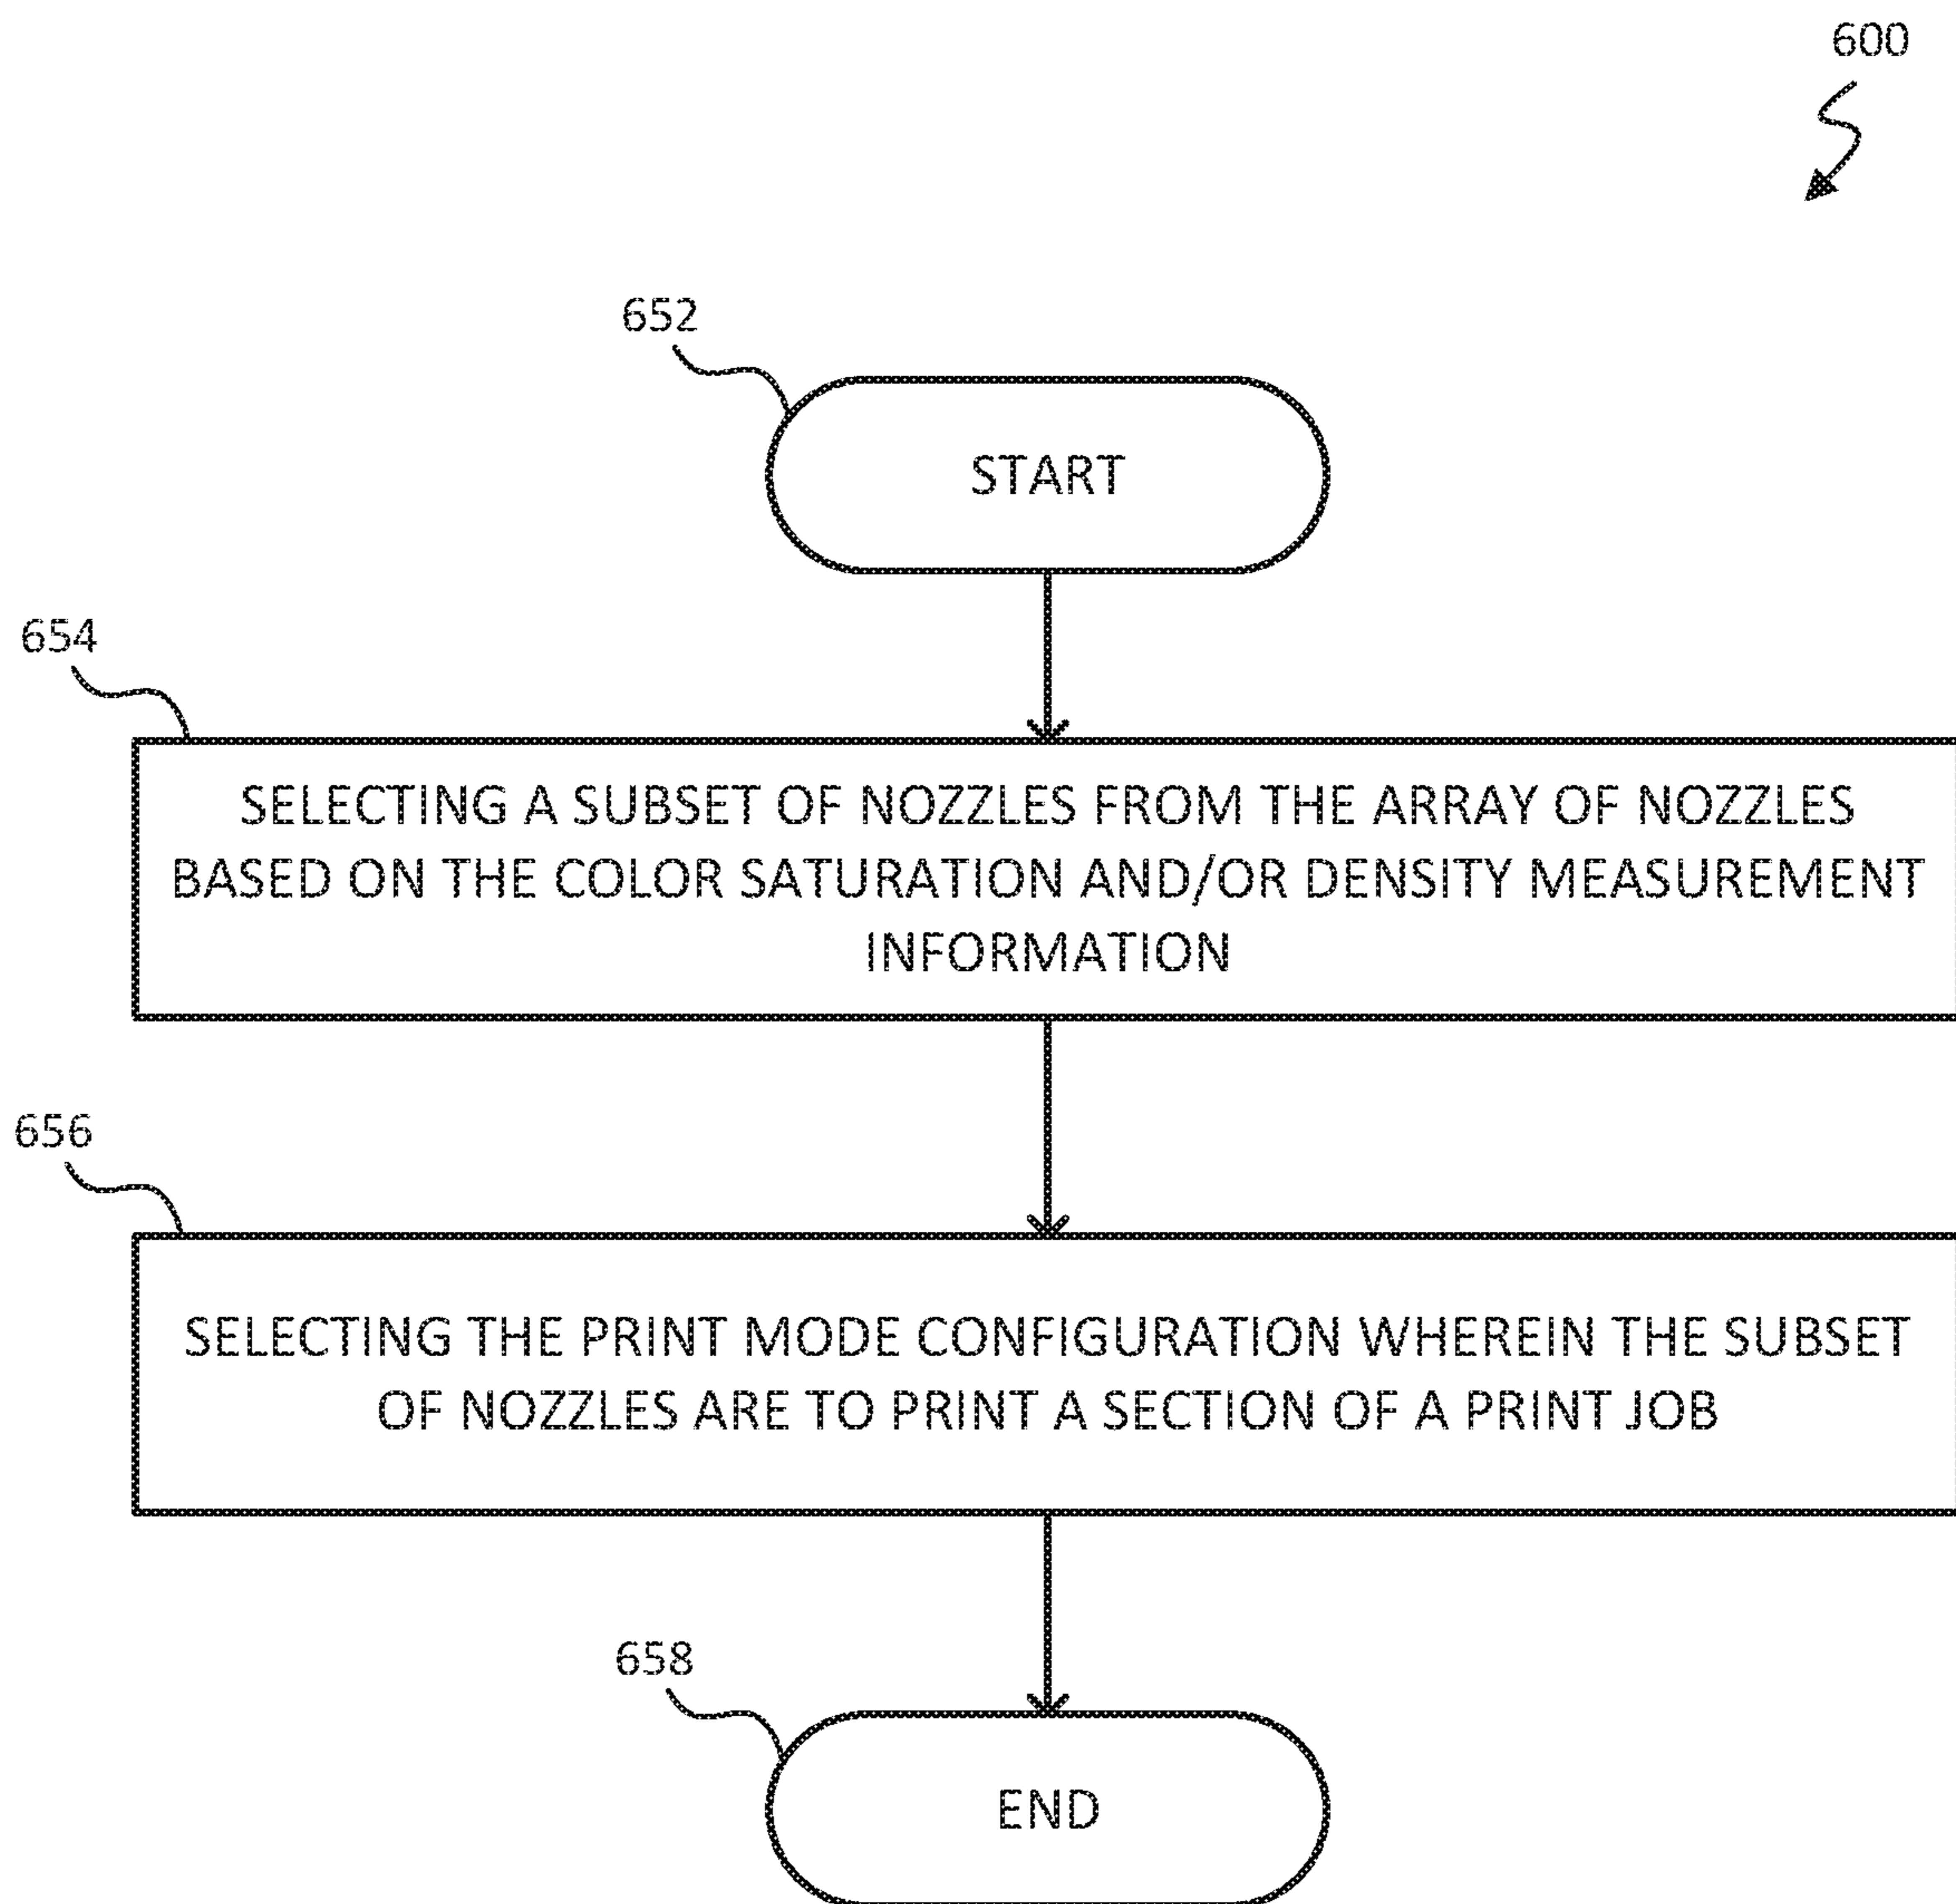 600
652
START
654
SELECTING A SUBSET OF NOZZLES FROM THE ARRAY OF NOZZLES
BASED ON THE COLOR SATURATION AND/OR DENSITY MEASUREMENT
INFORMATION
656
SELECTING THE PRINT MODE CONFIGURATION WHEREIN THE SUBSET
OF NOZZLES ARE TO PRINT A SECTION OF A PRINT JOB
658
END